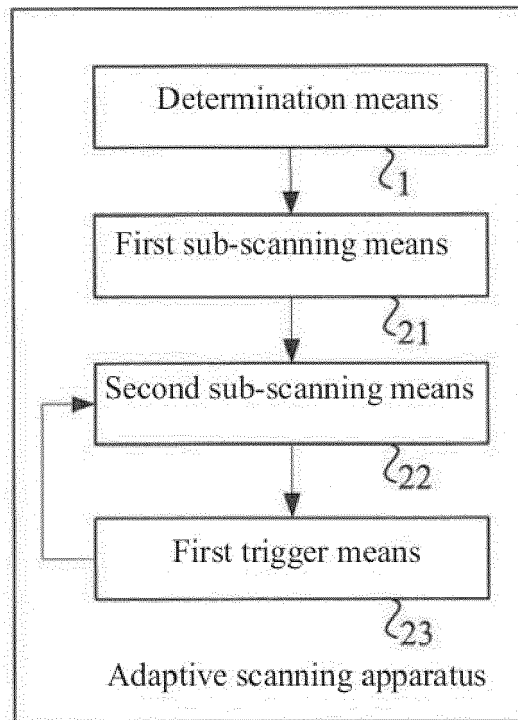 Determination means
1
First sub-scanning means
21
Second sub-scanning means
22
First trigger means
23
Adaptive scanning apparatus